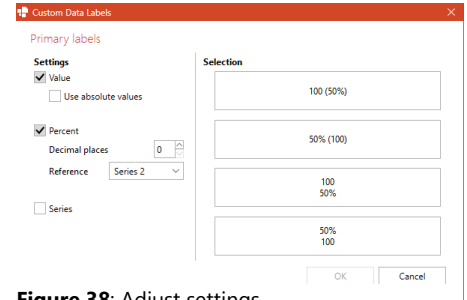 Custom Data Labels
Primary labels
Settings
Value
Use absolute values
Percent
Decimal places 0
Reference Series 2
Series
Selection
100 (50%)
50% (100)
100
50%
50%
100
OK Cancel
Figure 38: Adjust settings